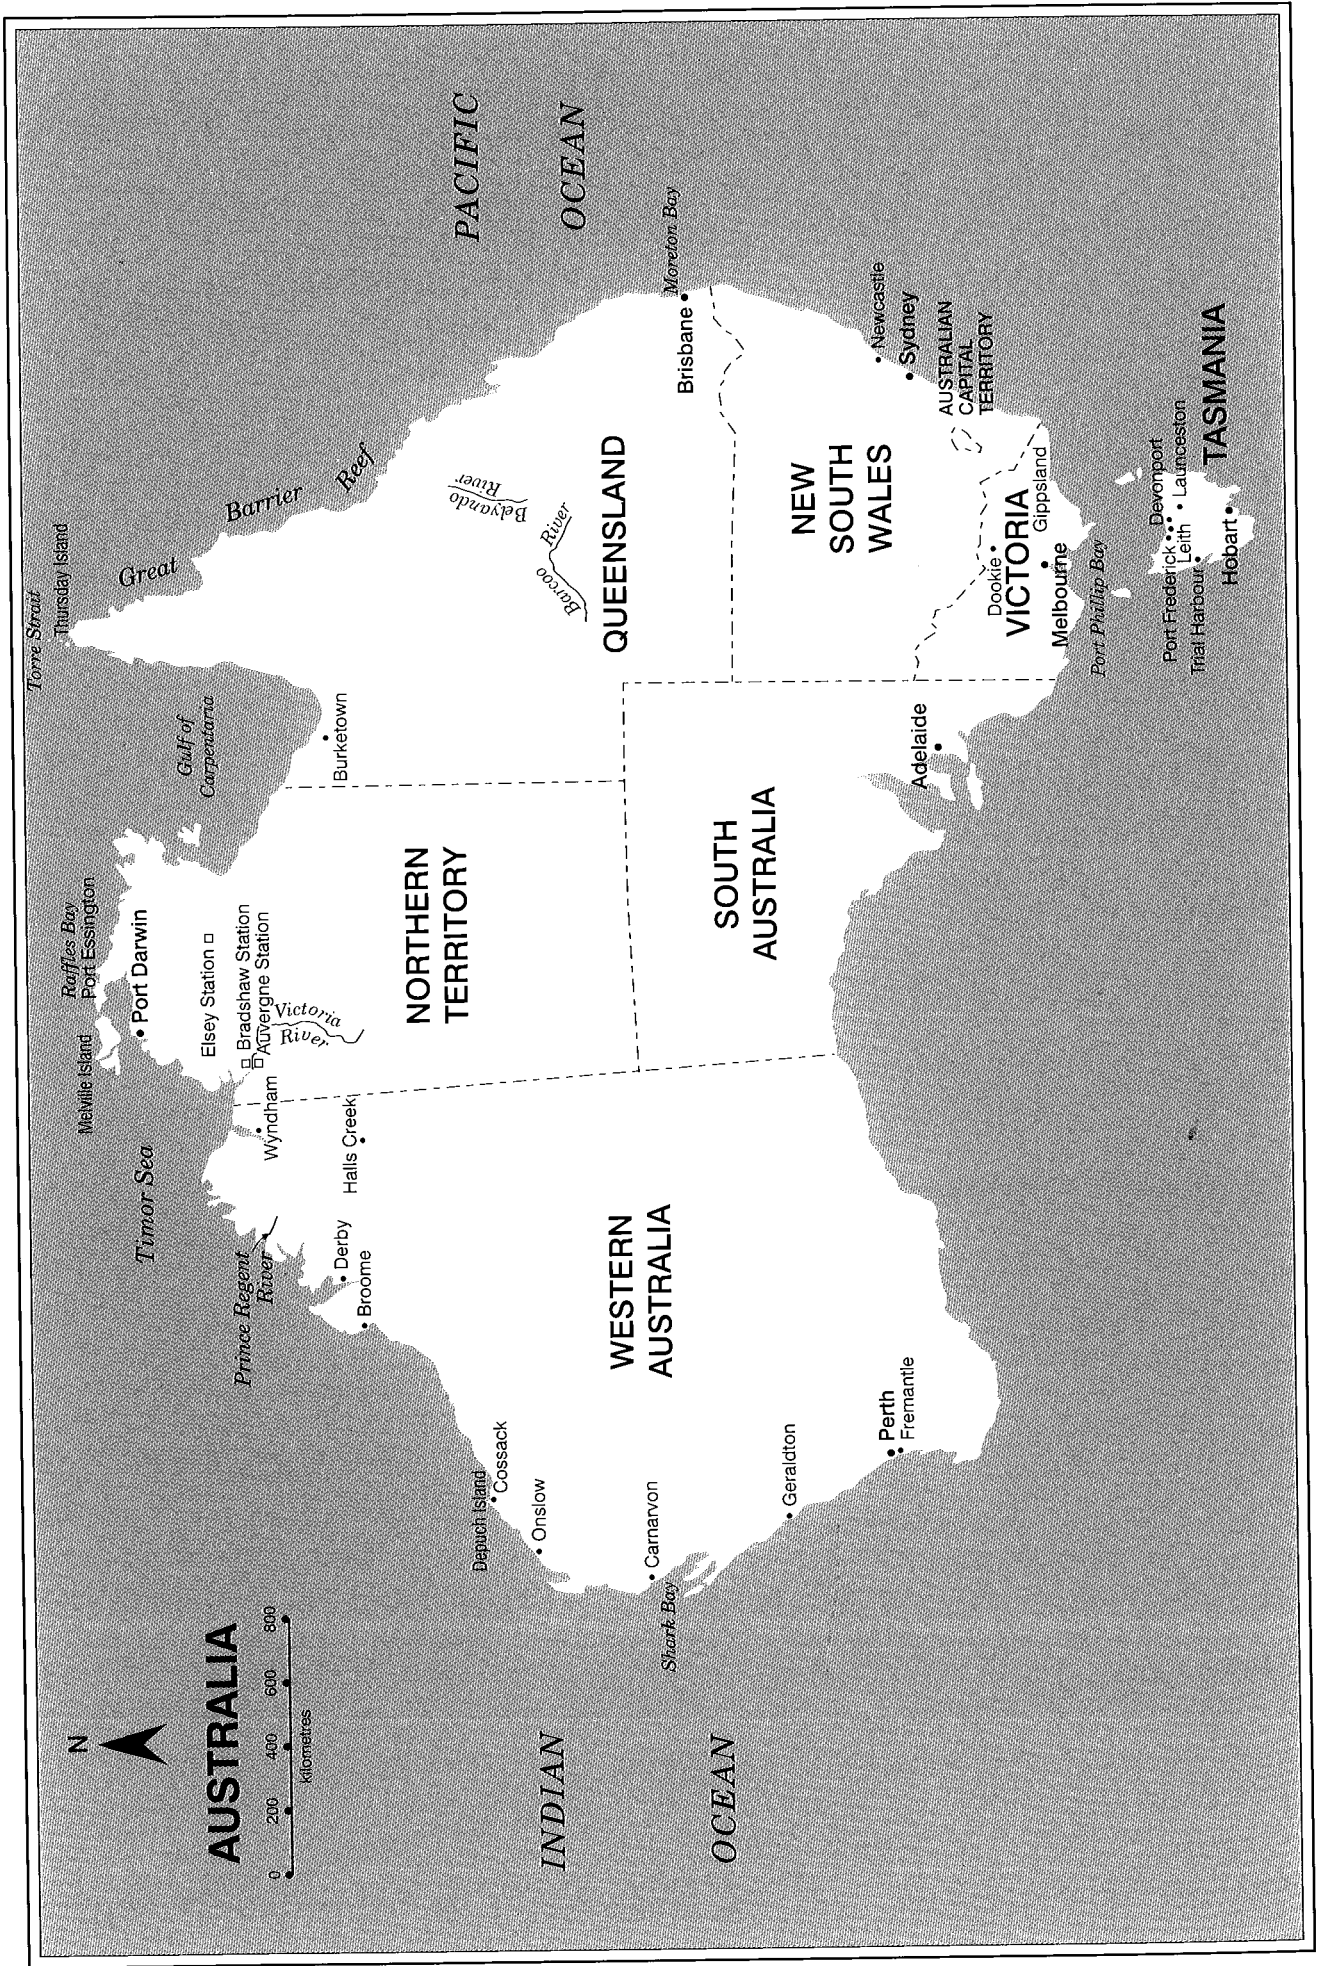 AUSTRALIA
N
0 200 400 600 800
kilometres
INDIAN
OCEAN
PACIFIC
OCEAN
Timor Sea
Torre Strait
Thursday Island
Gulf of
Carpentaria
Great Barrier Reef
Raffles Bay
Port Essington
Melville Island
Port Darwin
Elsey Station
Bradshaw Station
Auvergne Station
Victoria
River
NORTHERN
TERRITORY
Wyndham
Halls Creek
Prince Regent
River
Derby
Broome
Depuch Island
Cossack
Onslow
Carnarvon
Shark Bay
Geraldton
Perth
Fremantle
WESTERN
AUSTRALIA
SOUTH
AUSTRALIA
Adelaide
Burketown
Belyando
River
Barcoo River
QUEENSLAND
Brisbane
Moreton Bay
NEW
SOUTH
WALES
Newcastle
Sydney
AUSTRALIAN
CAPITAL
TERRITORY
Dookie
VICTORIA
Gippsland
Melbourne
Port Phillip Bay
Devonport
Port Frederick
Leith
Launceston
Trial Harbour
Hobart
TASMANIA